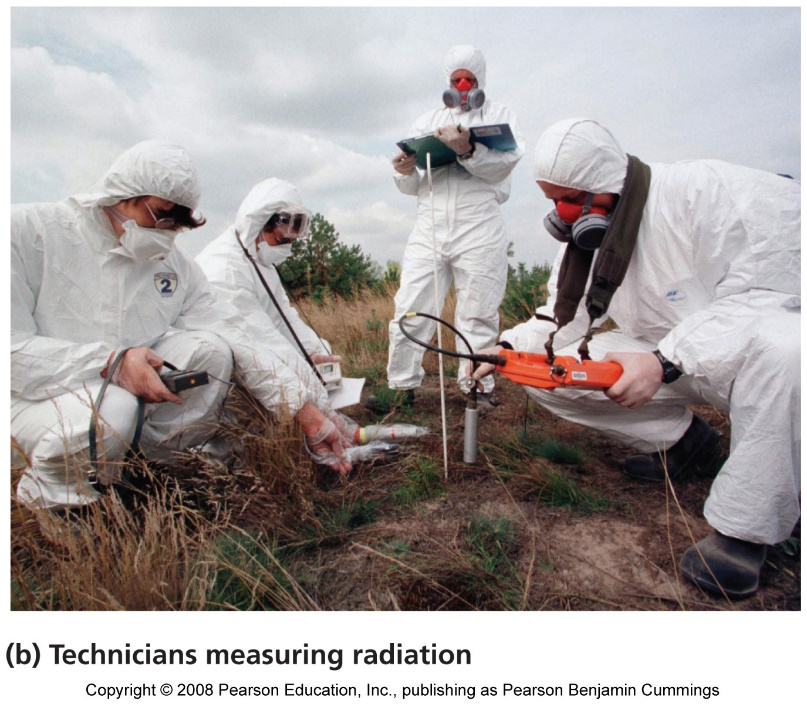 2
(b) Technicians measuring radiation
Copyright © 2008 Pearson Education, Inc., publishing as Pearson Benjamin Cummings